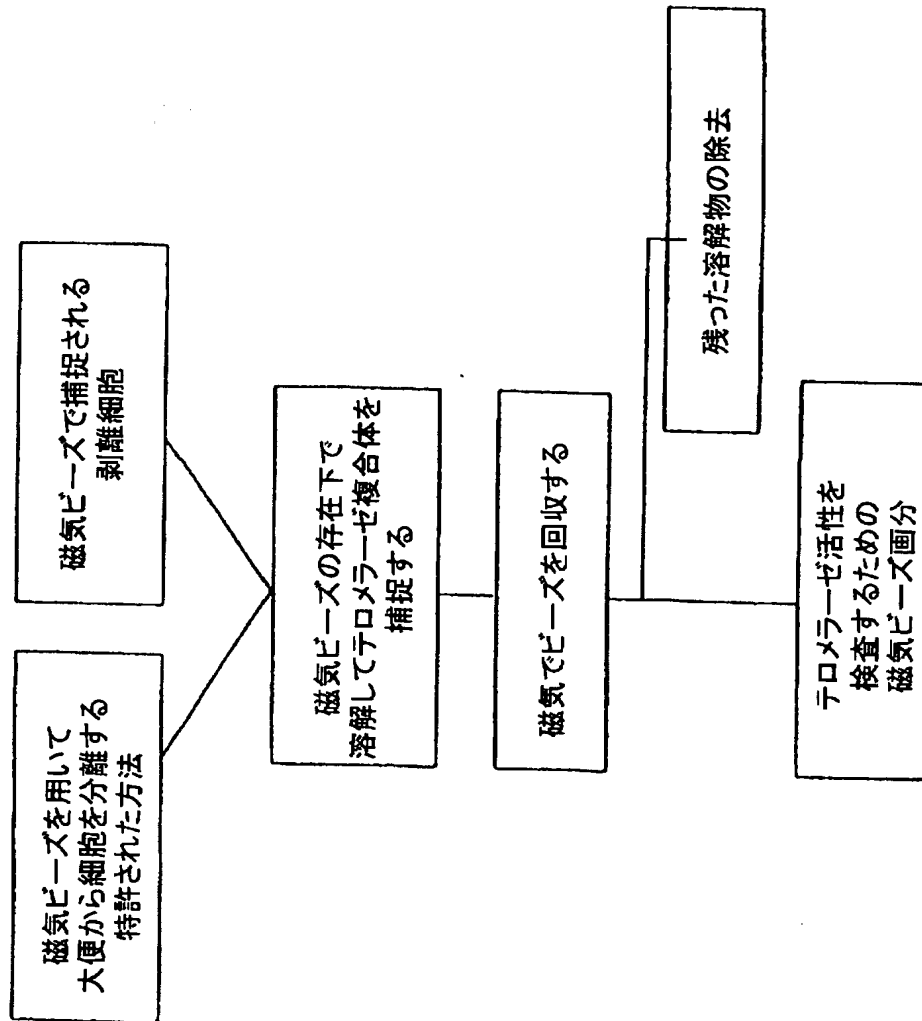 磁気ビーズを用いて
大便から細胞を分離する
特許された方法
磁気ビーズで捕捉される
剥離細胞
磁気ビーズの存在下で
溶解してテロメラーゼ複合体を
捕捉する
磁気でビーズを回収する
残った溶解物の除去
テロメラーゼ活性を
検査するための
磁気ビーズ画分